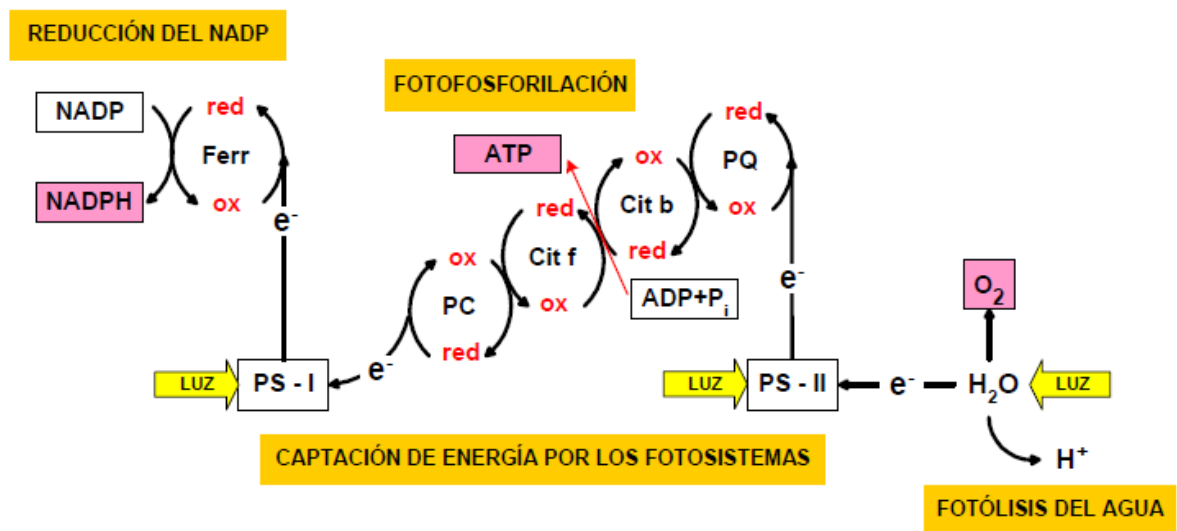 REDUCCIÓN DEL NADP
FOTOFOSFORILACIÓN
NADP
red
Ferr
NADPH
ox
e-
ATP
ox
red
PQ
Cit b
ox
red
Cit f
red
ox
ox
PC
red
ADP+Pi
e-
e-
O2
LUZ
PS - I
LUZ
PS - II
e-
H2O
LUZ
H+
CAPTACIÓN DE ENERGÍA POR LOS FOTOSISTEMAS
FOTÓLISIS DEL AGUA